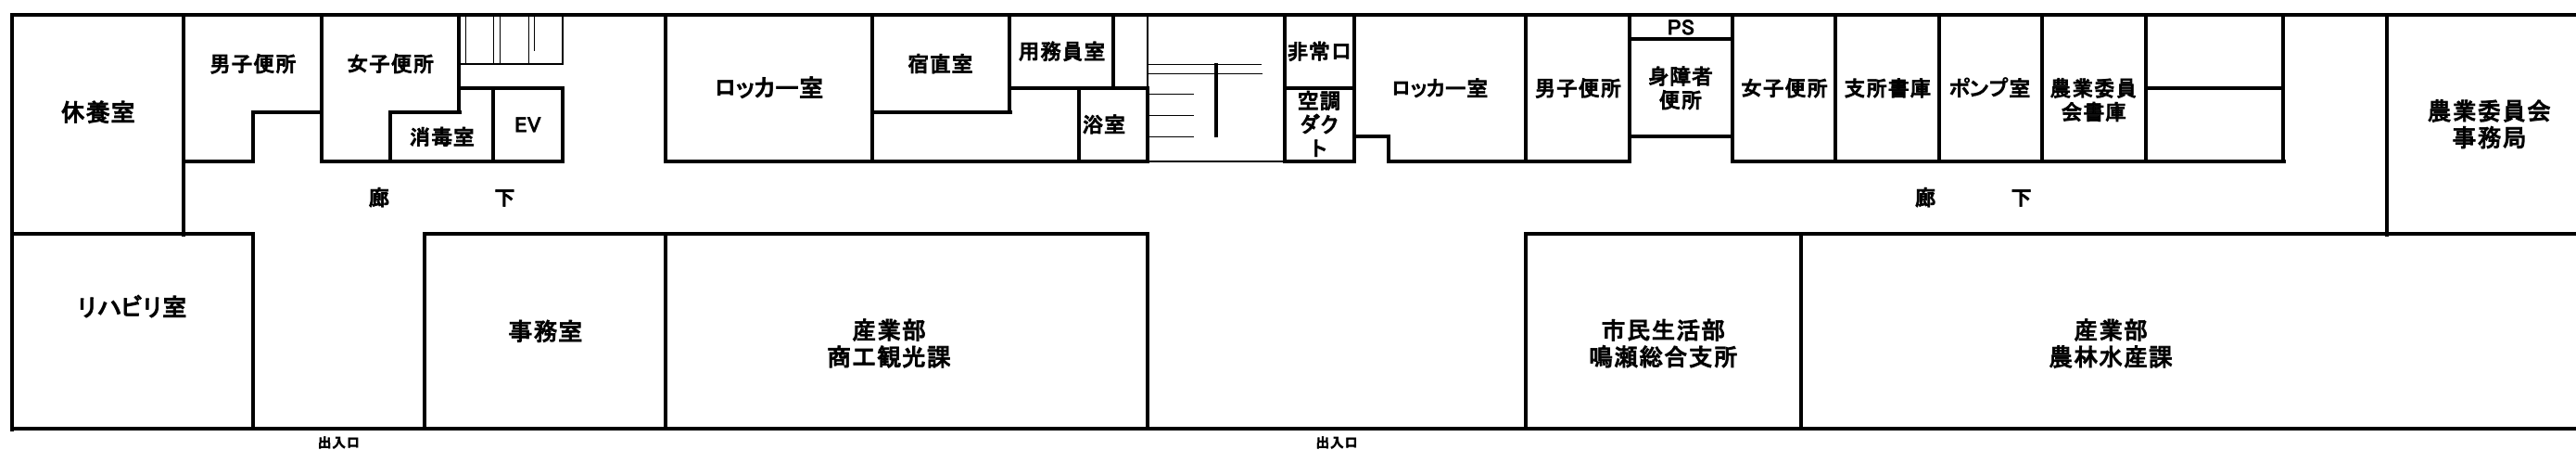 休養室
男子便所
女子便所
消毒室
EV
ロッカー室
宿直室
用務員室
浴室
非常口
空調
ダク
ト
ロッカー室
男子便所
PS
身障者
便所
女子便所
支所書庫
ポンプ室
農業委員
会書庫
農業委員会
事務局
廊 下
廊 下
リハビリ室
事務室
産業部
商工観光課
市民生活部
鳴瀬総合支所
産業部
農林水産課
出入口
出入口